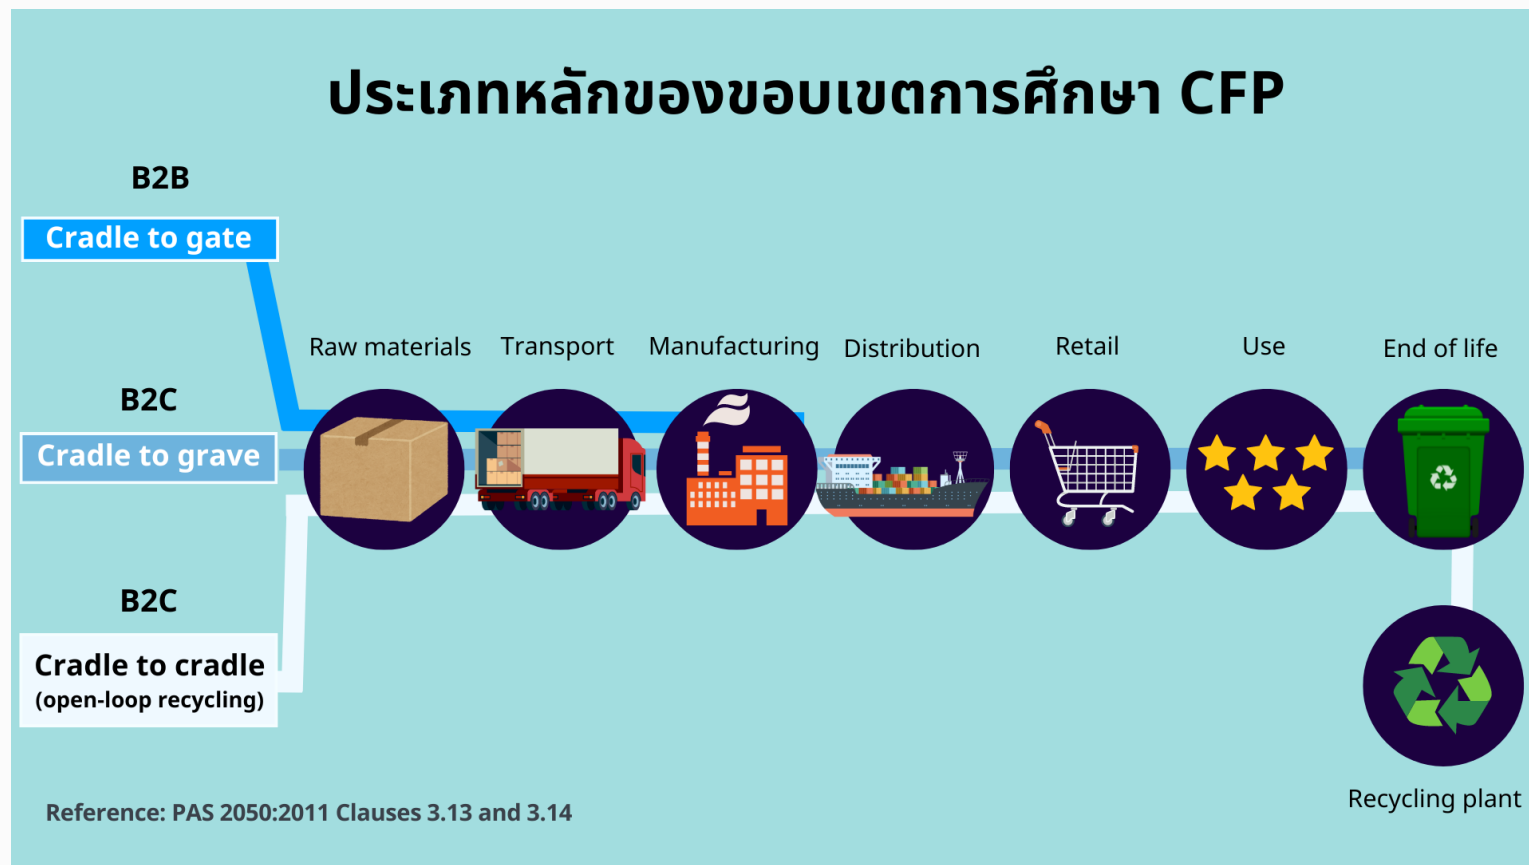 ประเภทหลักของขอบเขตการศึกษา CFP
B2B
Cradle to gate
Raw materials
Transport
Manufacturing
Distribution
Retail
Use
End of life
B2C
Cradle to grave
B2C
Cradle to cradle
(open-loop recycling)
Recycling plant
Reference: PAS 2050:2011 Clauses 3.13 and 3.14